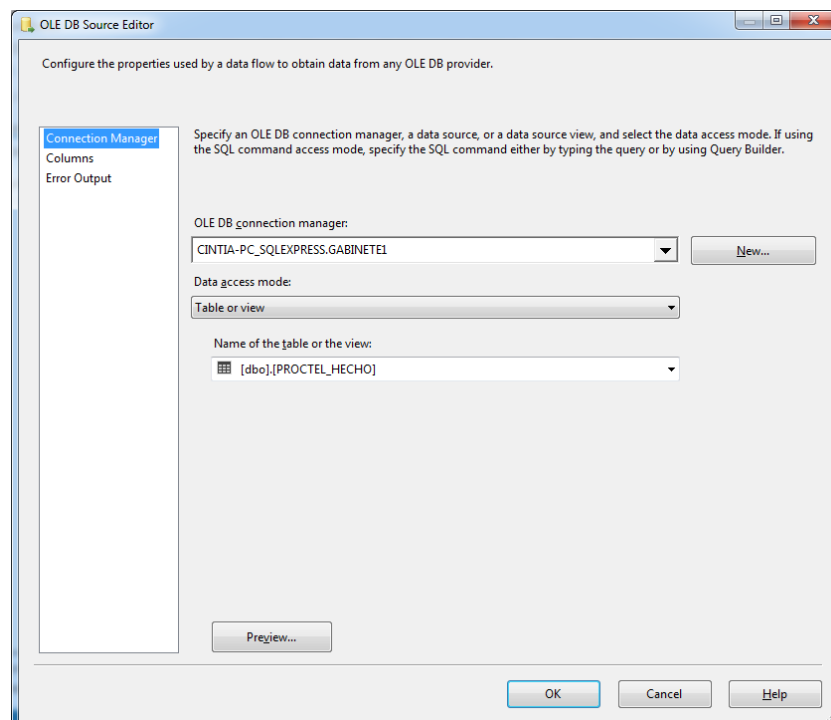 OLE DB Source Editor
Configure the properties used by a data flow to obtain data from any OLE DB provider.
Connection Manager
Columns
Error Output
Specify an OLE DB connection manager, a data source, or a data source view, and select the data access mode. If using
the SQL command access mode, specify the SQL command either by typing the query or by using Query Builder.
OLE DB connection manager:
CINTIA-PC_SQLEXPRESS.GABINETE1
New...
Data access mode:
Table or view
Name of the table or the view:
[dbo].[PROCTEL_HECHO]
Preview...
OK
Cancel
Help